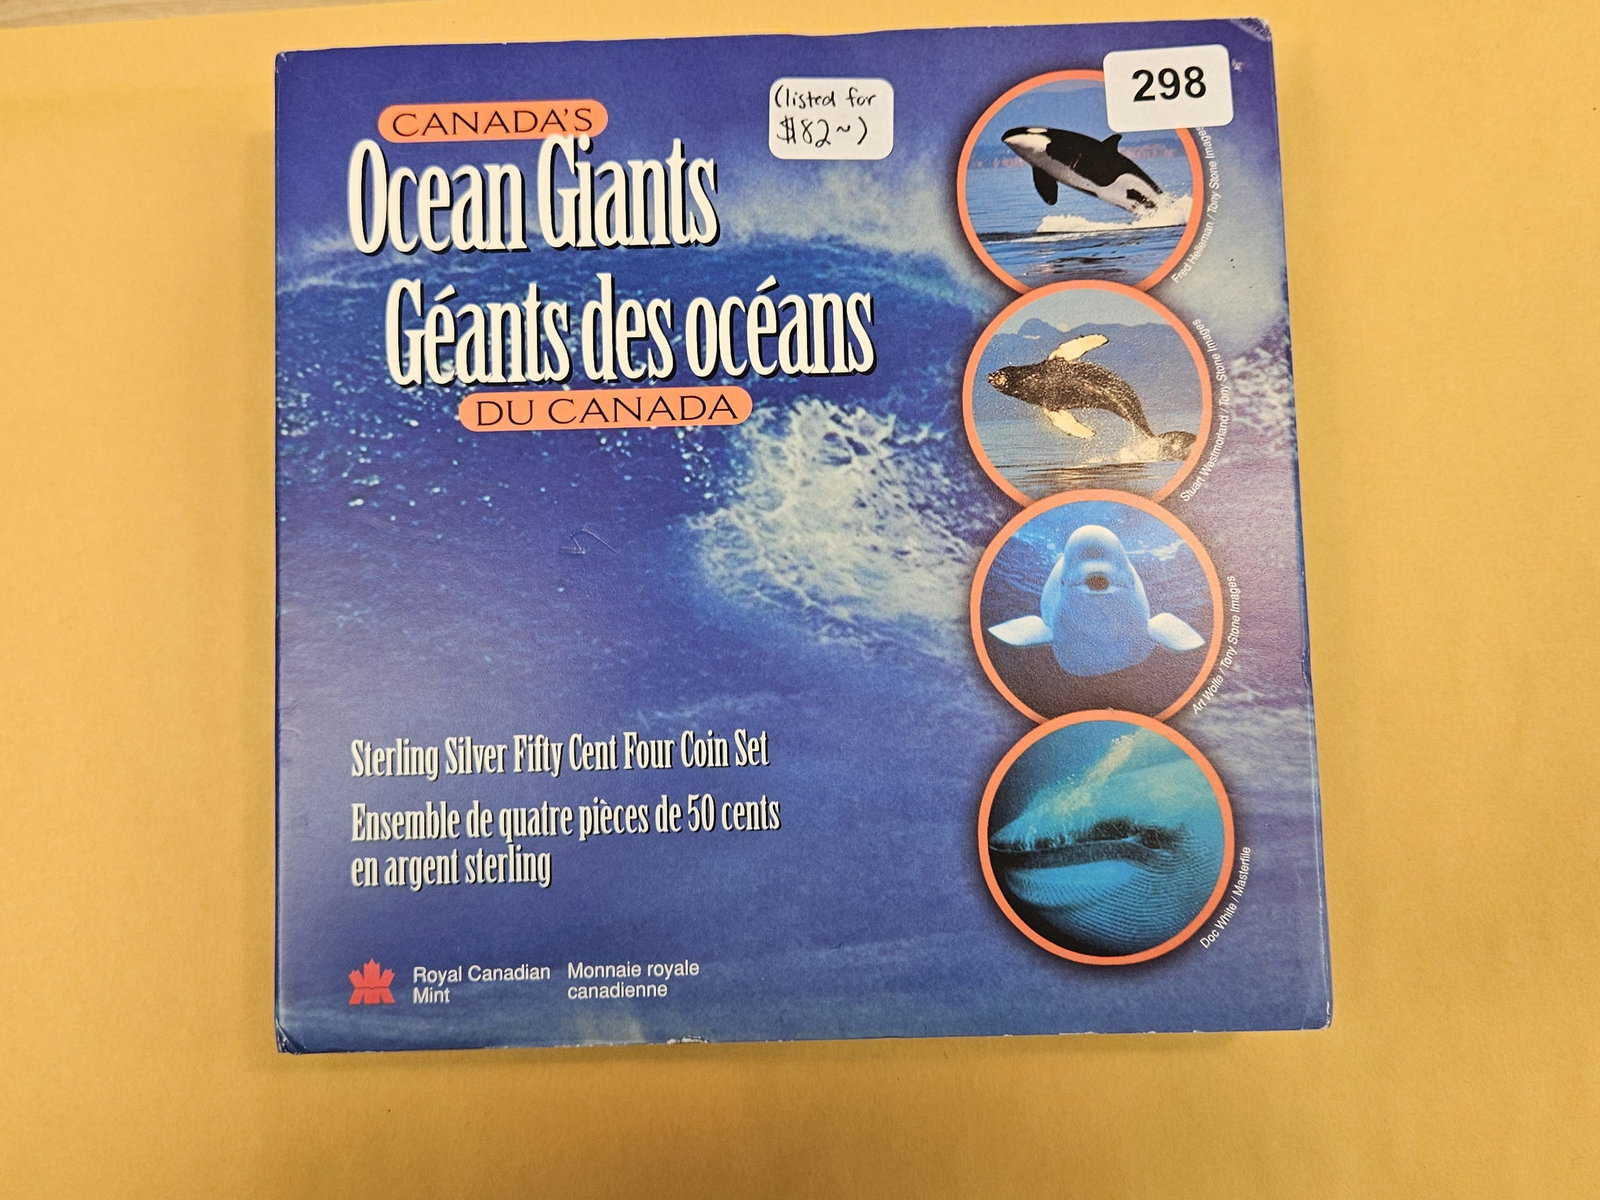 CANADA'S
Ocean Giants
Géants des océans
DU CANADA
(listed for
$82~)
298
Fred Helleman / Tony Stone Images
Stuart Westmorland / Tony Stone Images
Art Wolfe / Tony Stone Images
Doc White / Masterfile
Sterling Silver Fifty Cent Four Coin Set
Ensemble de quatre pièces de 50 cents
en argent sterling
Royal Canadian
Mint
Monnaie royale
canadienne